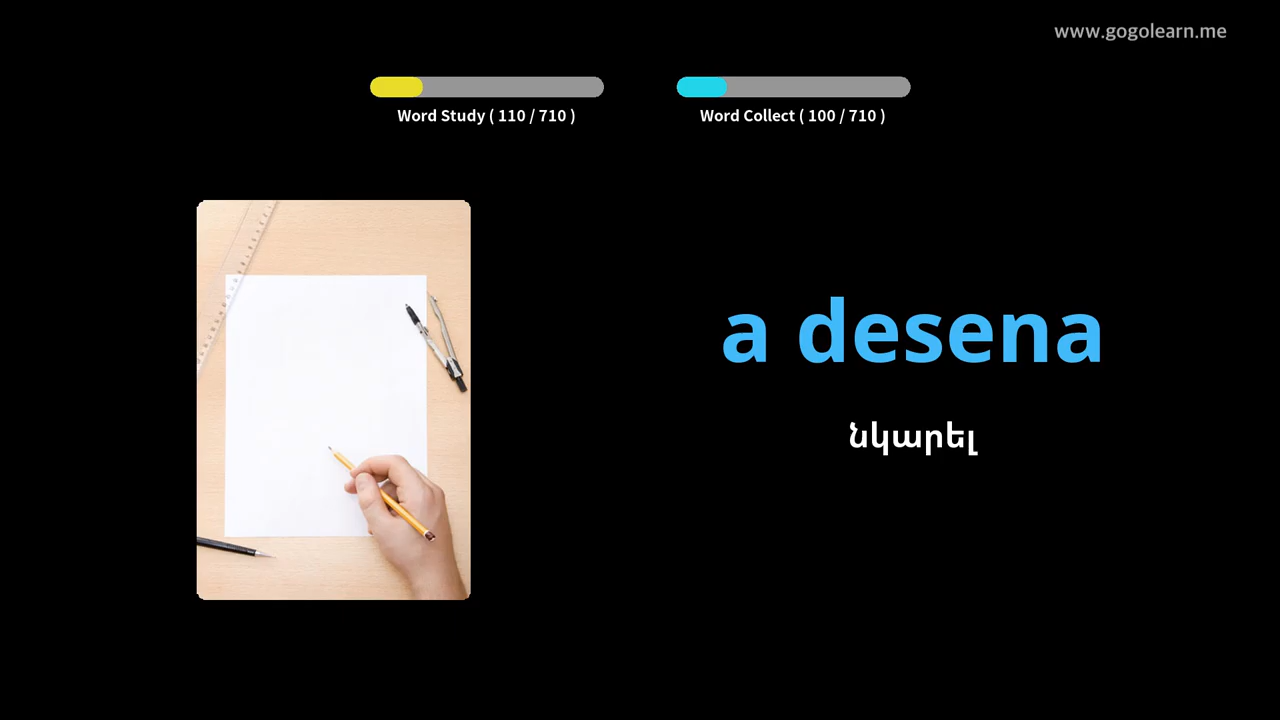 www.gogolearn.me
Word Study ( 110 / 710 )
Word Collect ( 100 / 710 )
a desena
նկարել